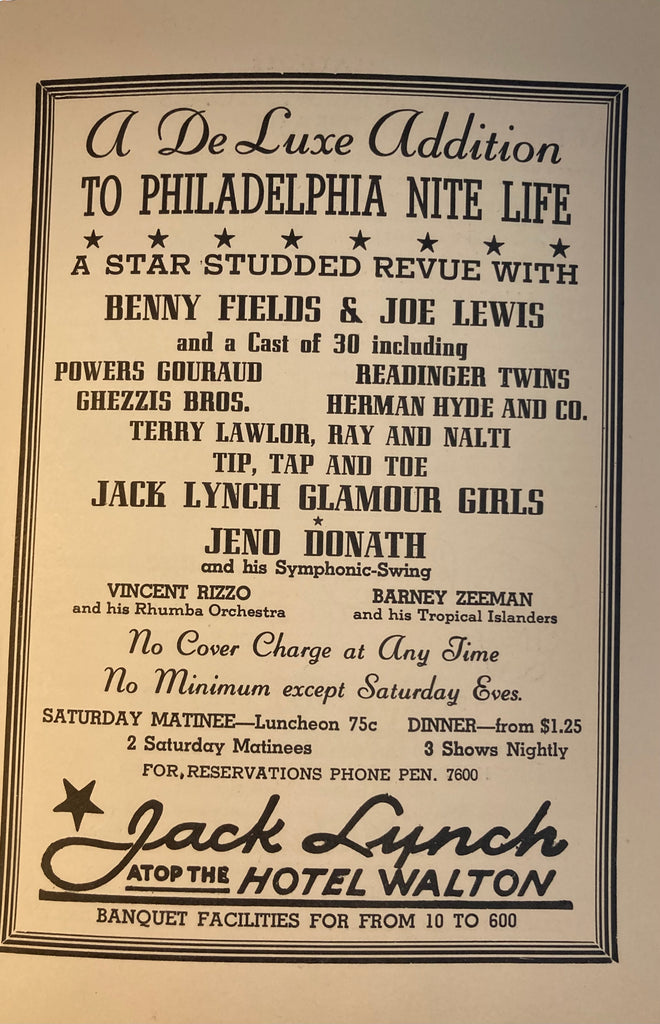 A De Luxe Addition
TO PHILADELPHIA NITE LIFE
A STAR STUDDED REVUE WITH
BENNY FIELDS & JOE LEWIS
and a Cast of 30 including
POWERS GOURAUD READINGER TWINS
GHEZZIS BROS. HERMAN HYDE AND CO.
TERRY LAWLOR, RAY AND NALTI
TIP, TAP AND TOE
JACK LYNCH GLAMOUR GIRLS
JENO DONATH
and his Symphonic-Swing
VINCENT RIZZO BARNEY ZEEMAN
and his Rhumba Orchestra and his Tropical Islanders
No Cover Charge at Any Time
No Minimum except Saturday Eves.
SATURDAY MATINEE—Luncheon 75c DINNER—from $1.25
2 Saturday Matinees 3 Shows Nightly
FOR RESERVATIONS PHONE PEN. 7600
Jack Lynch
ATOP THE HOTEL WALTON
BANQUET FACILITIES FOR FROM 10 TO 600